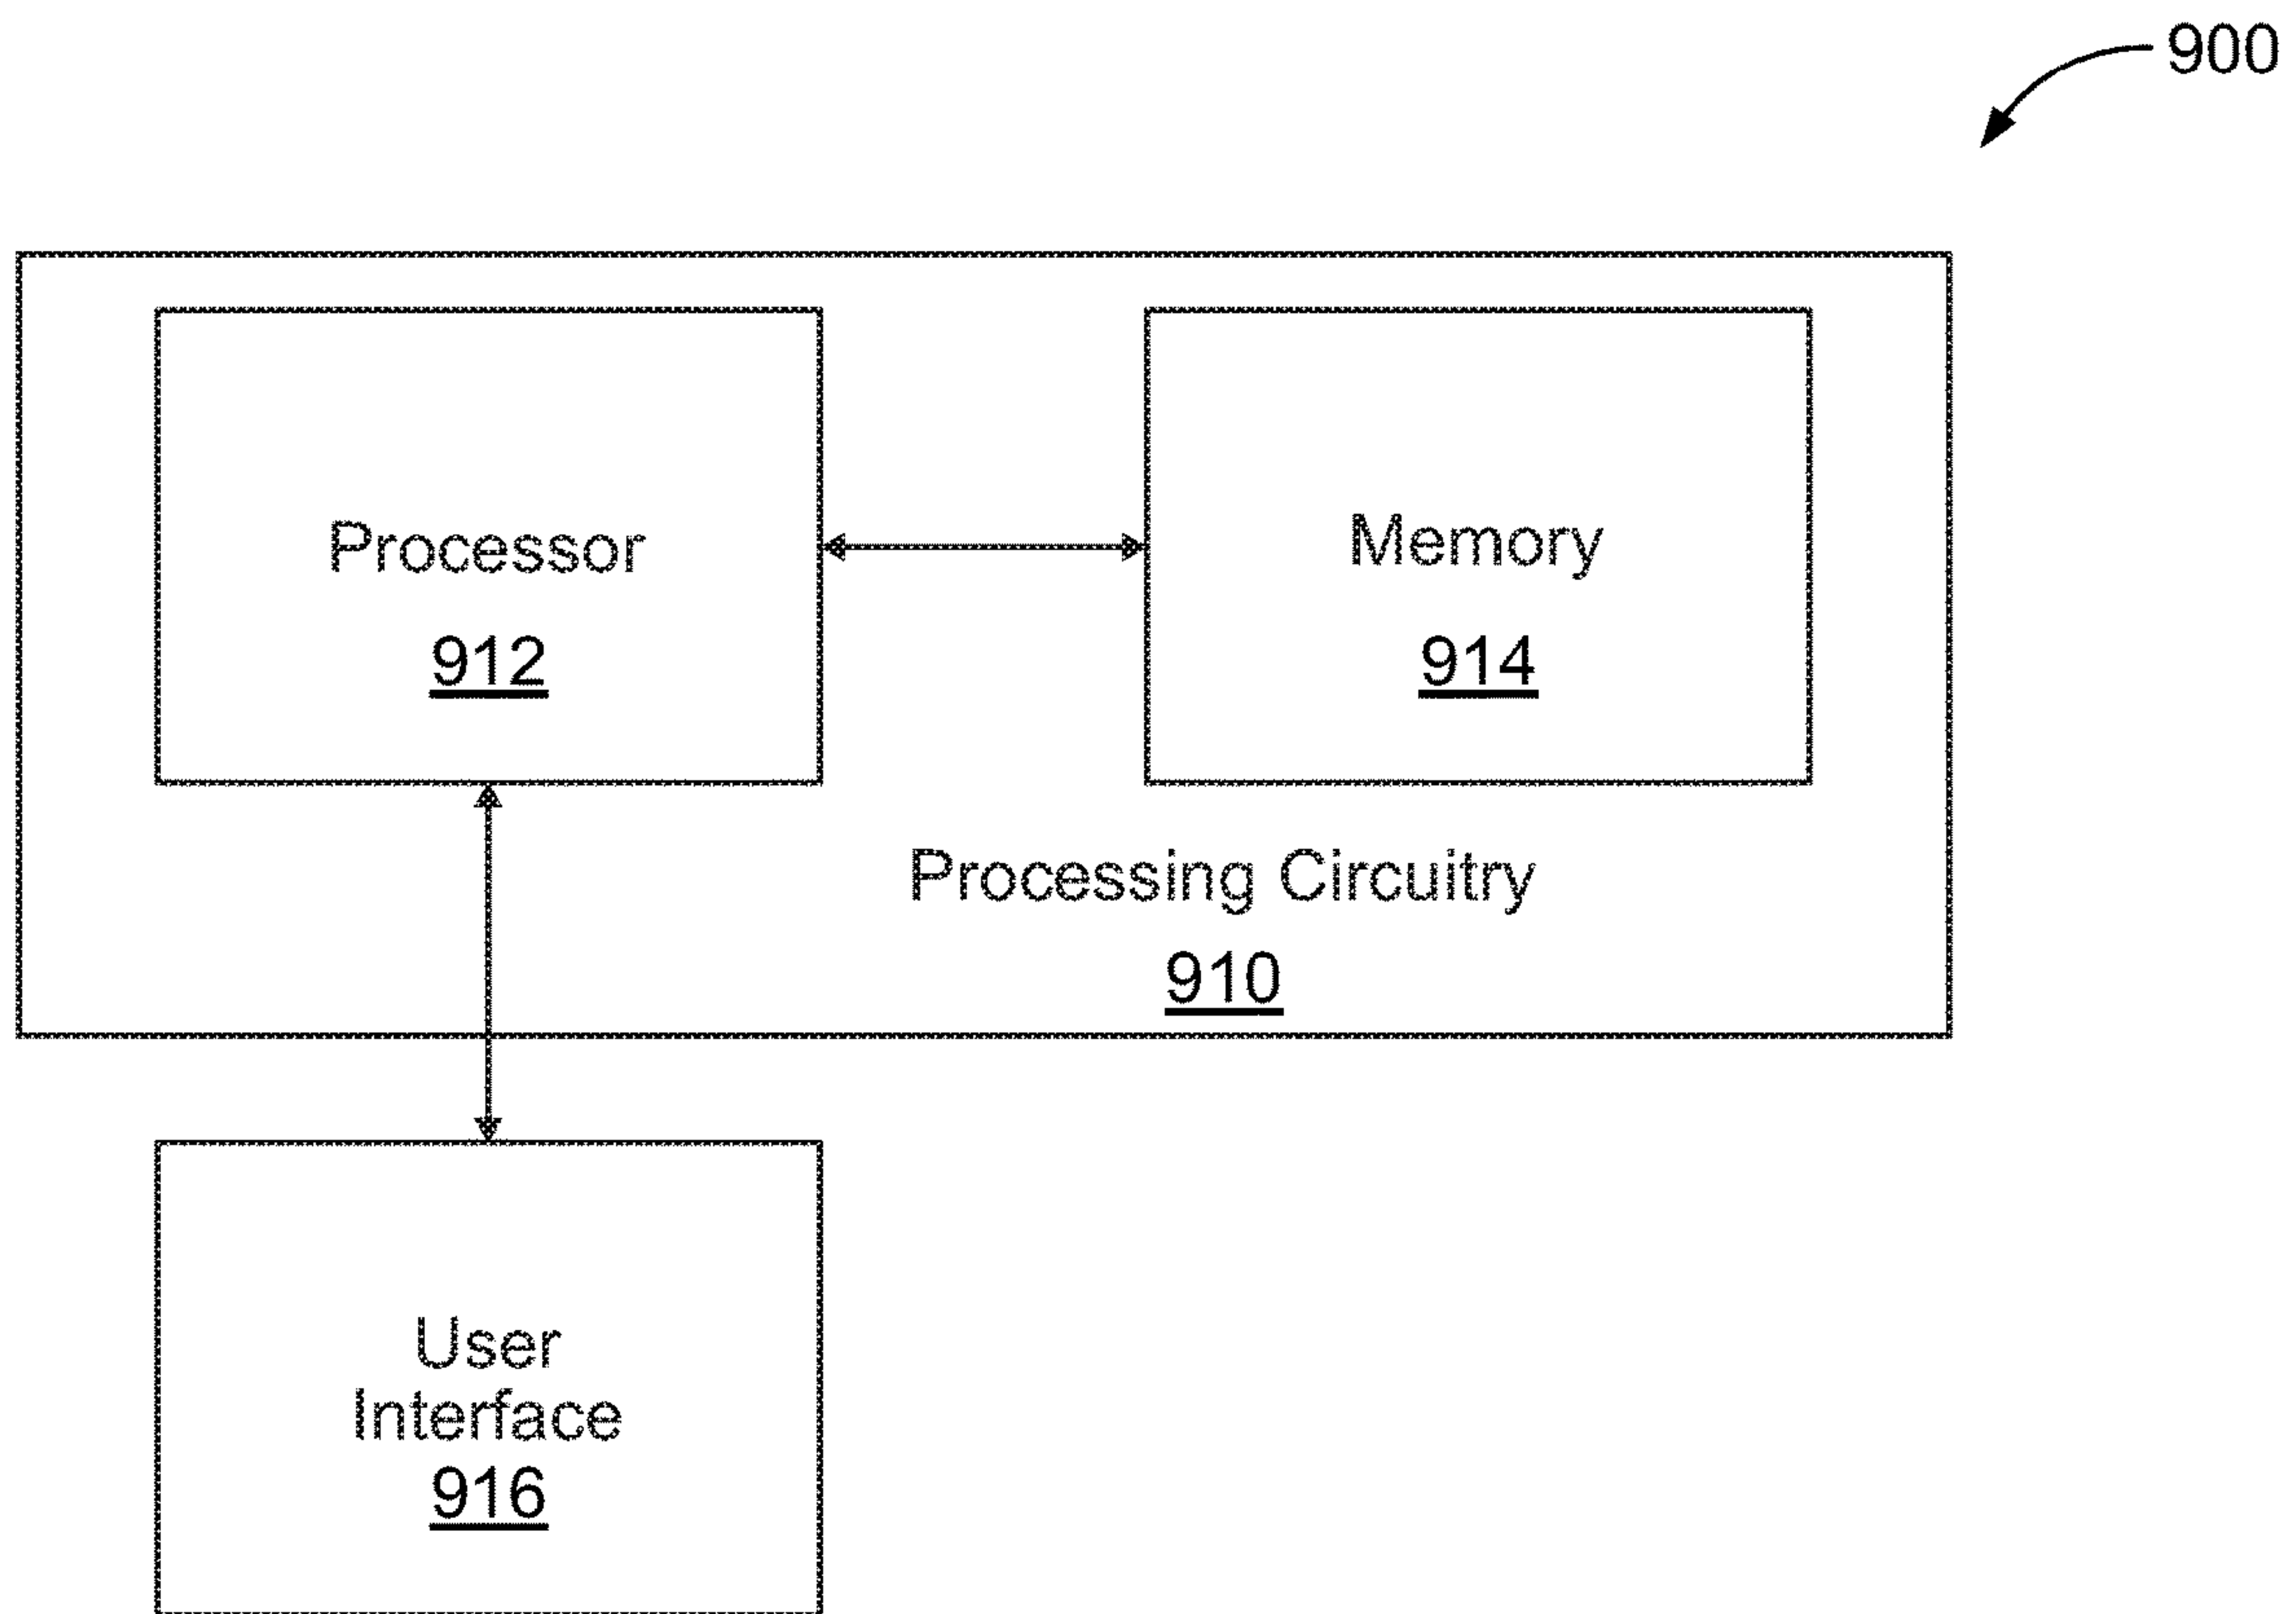 900
Processor
912
Memory
914
Processing Circuitry
910
User
Interface
916